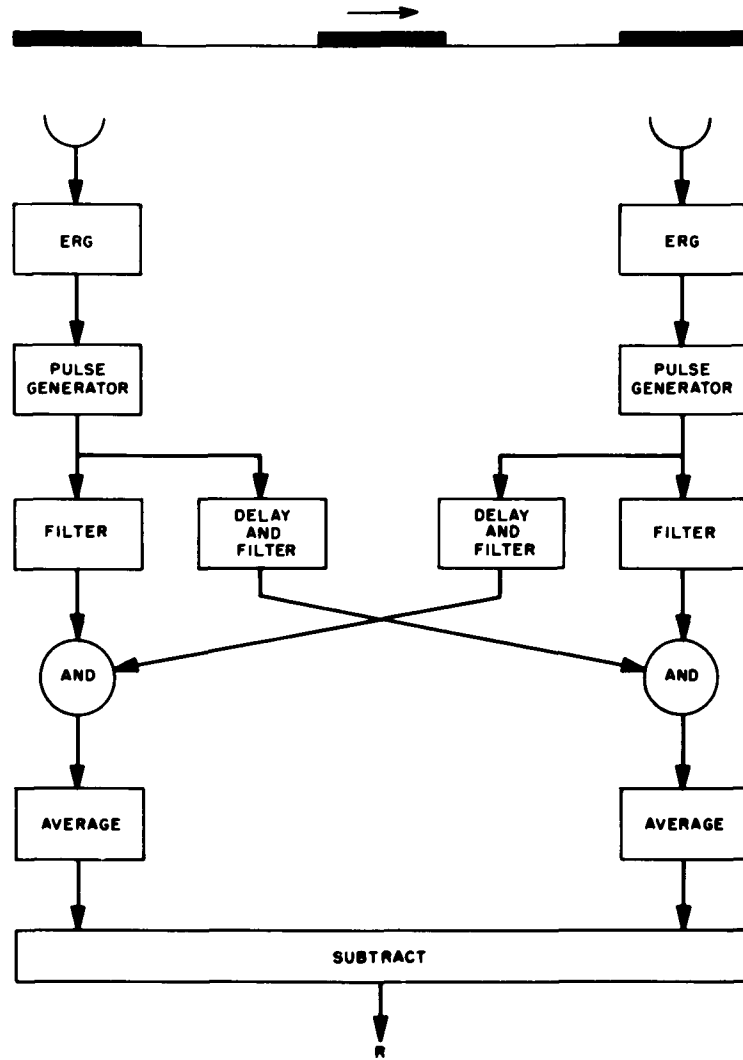 ERG
ERG
PULSE
GENERATOR
PULSE
GENERATOR
FILTER
DELAY
AND
FILTER
DELAY
AND
FILTER
FILTER
AND
AND
AVERAGE
AVERAGE
SUBTRACT
R